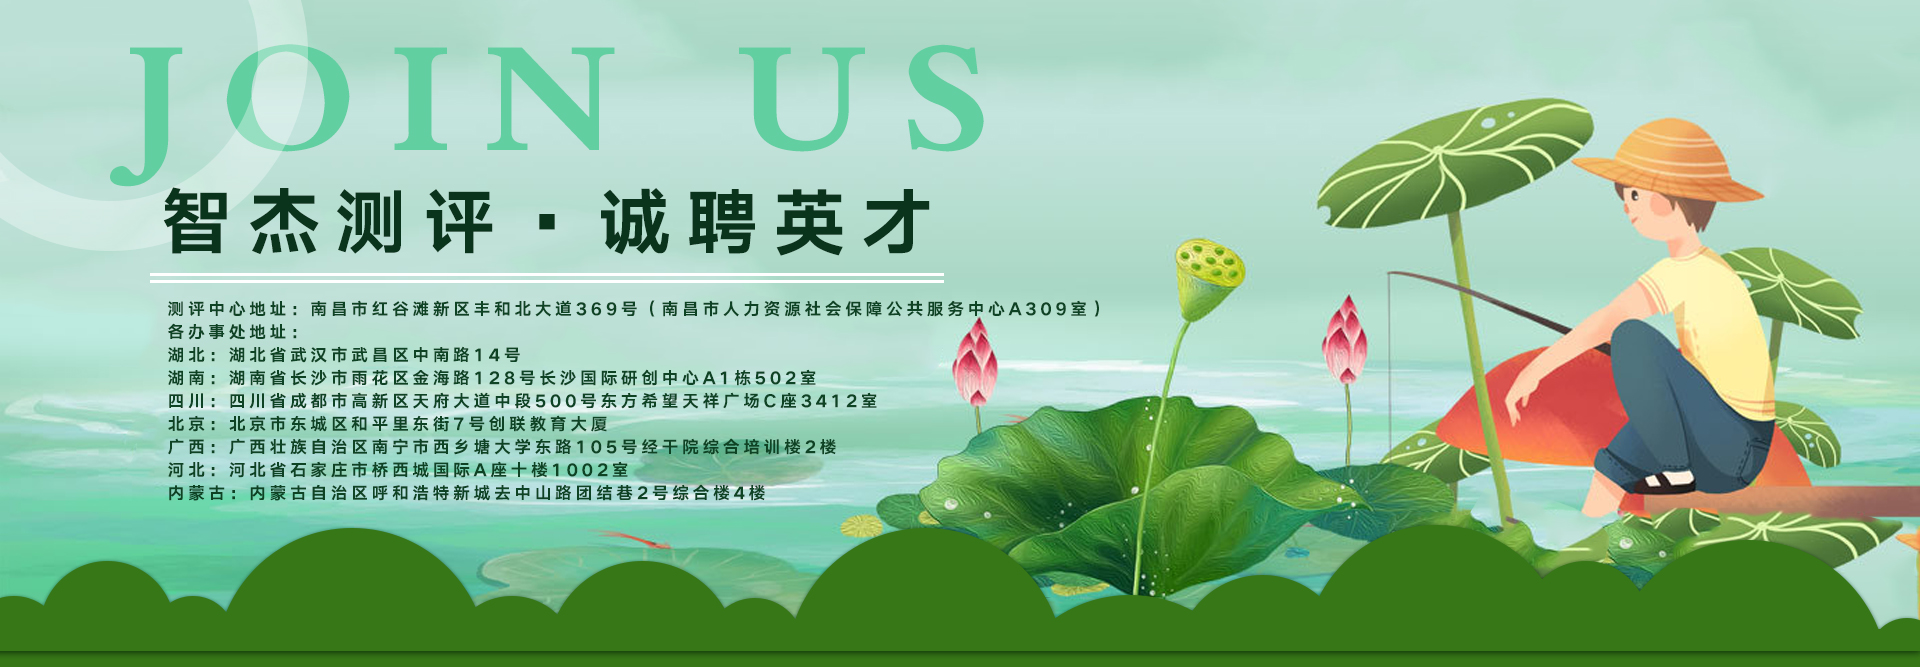 JOIN US
智杰测评·诚聘英才
测评中心地址：南昌市红谷滩新区丰和北大道369号（南昌市人力资源社会保障公共服务中心A309室）
各办事处地址：
湖北：湖北省武汉市武昌区中南路14号
湖南：湖南省长沙市雨花区金海路128号长沙国际研创中心A1栋502室
四川：四川省成都市高新区天府大道中段500号东方希望天祥广场C座3412室
北京：北京市东城区和平里东街7号创联教育大厦
广西：广西壮族自治区南宁市西乡塘大学东路105号经干院综合培训楼2楼
河北：河北省石家庄市桥西城国际A座十楼1002室
内蒙古：内蒙古自治区呼和浩特新城去中山路团结巷2号综合楼4楼